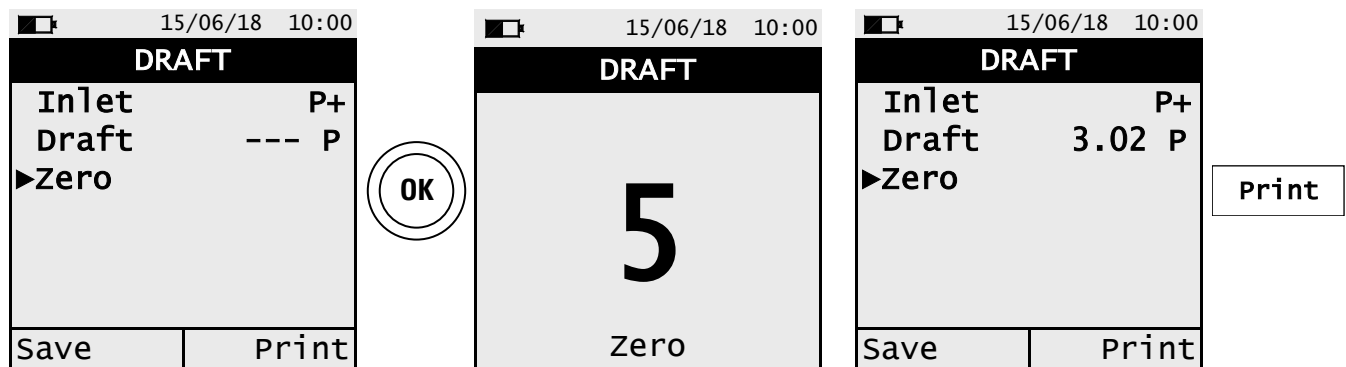 15/06/18 10:00
DRAFT
Inlet P+
Draft --- P
►Zero
Save Print
OK
15/06/18 10:00
DRAFT
5
Zero
15/06/18 10:00
DRAFT
Inlet P+
Draft 3.02 P
►Zero
Save Print
Print